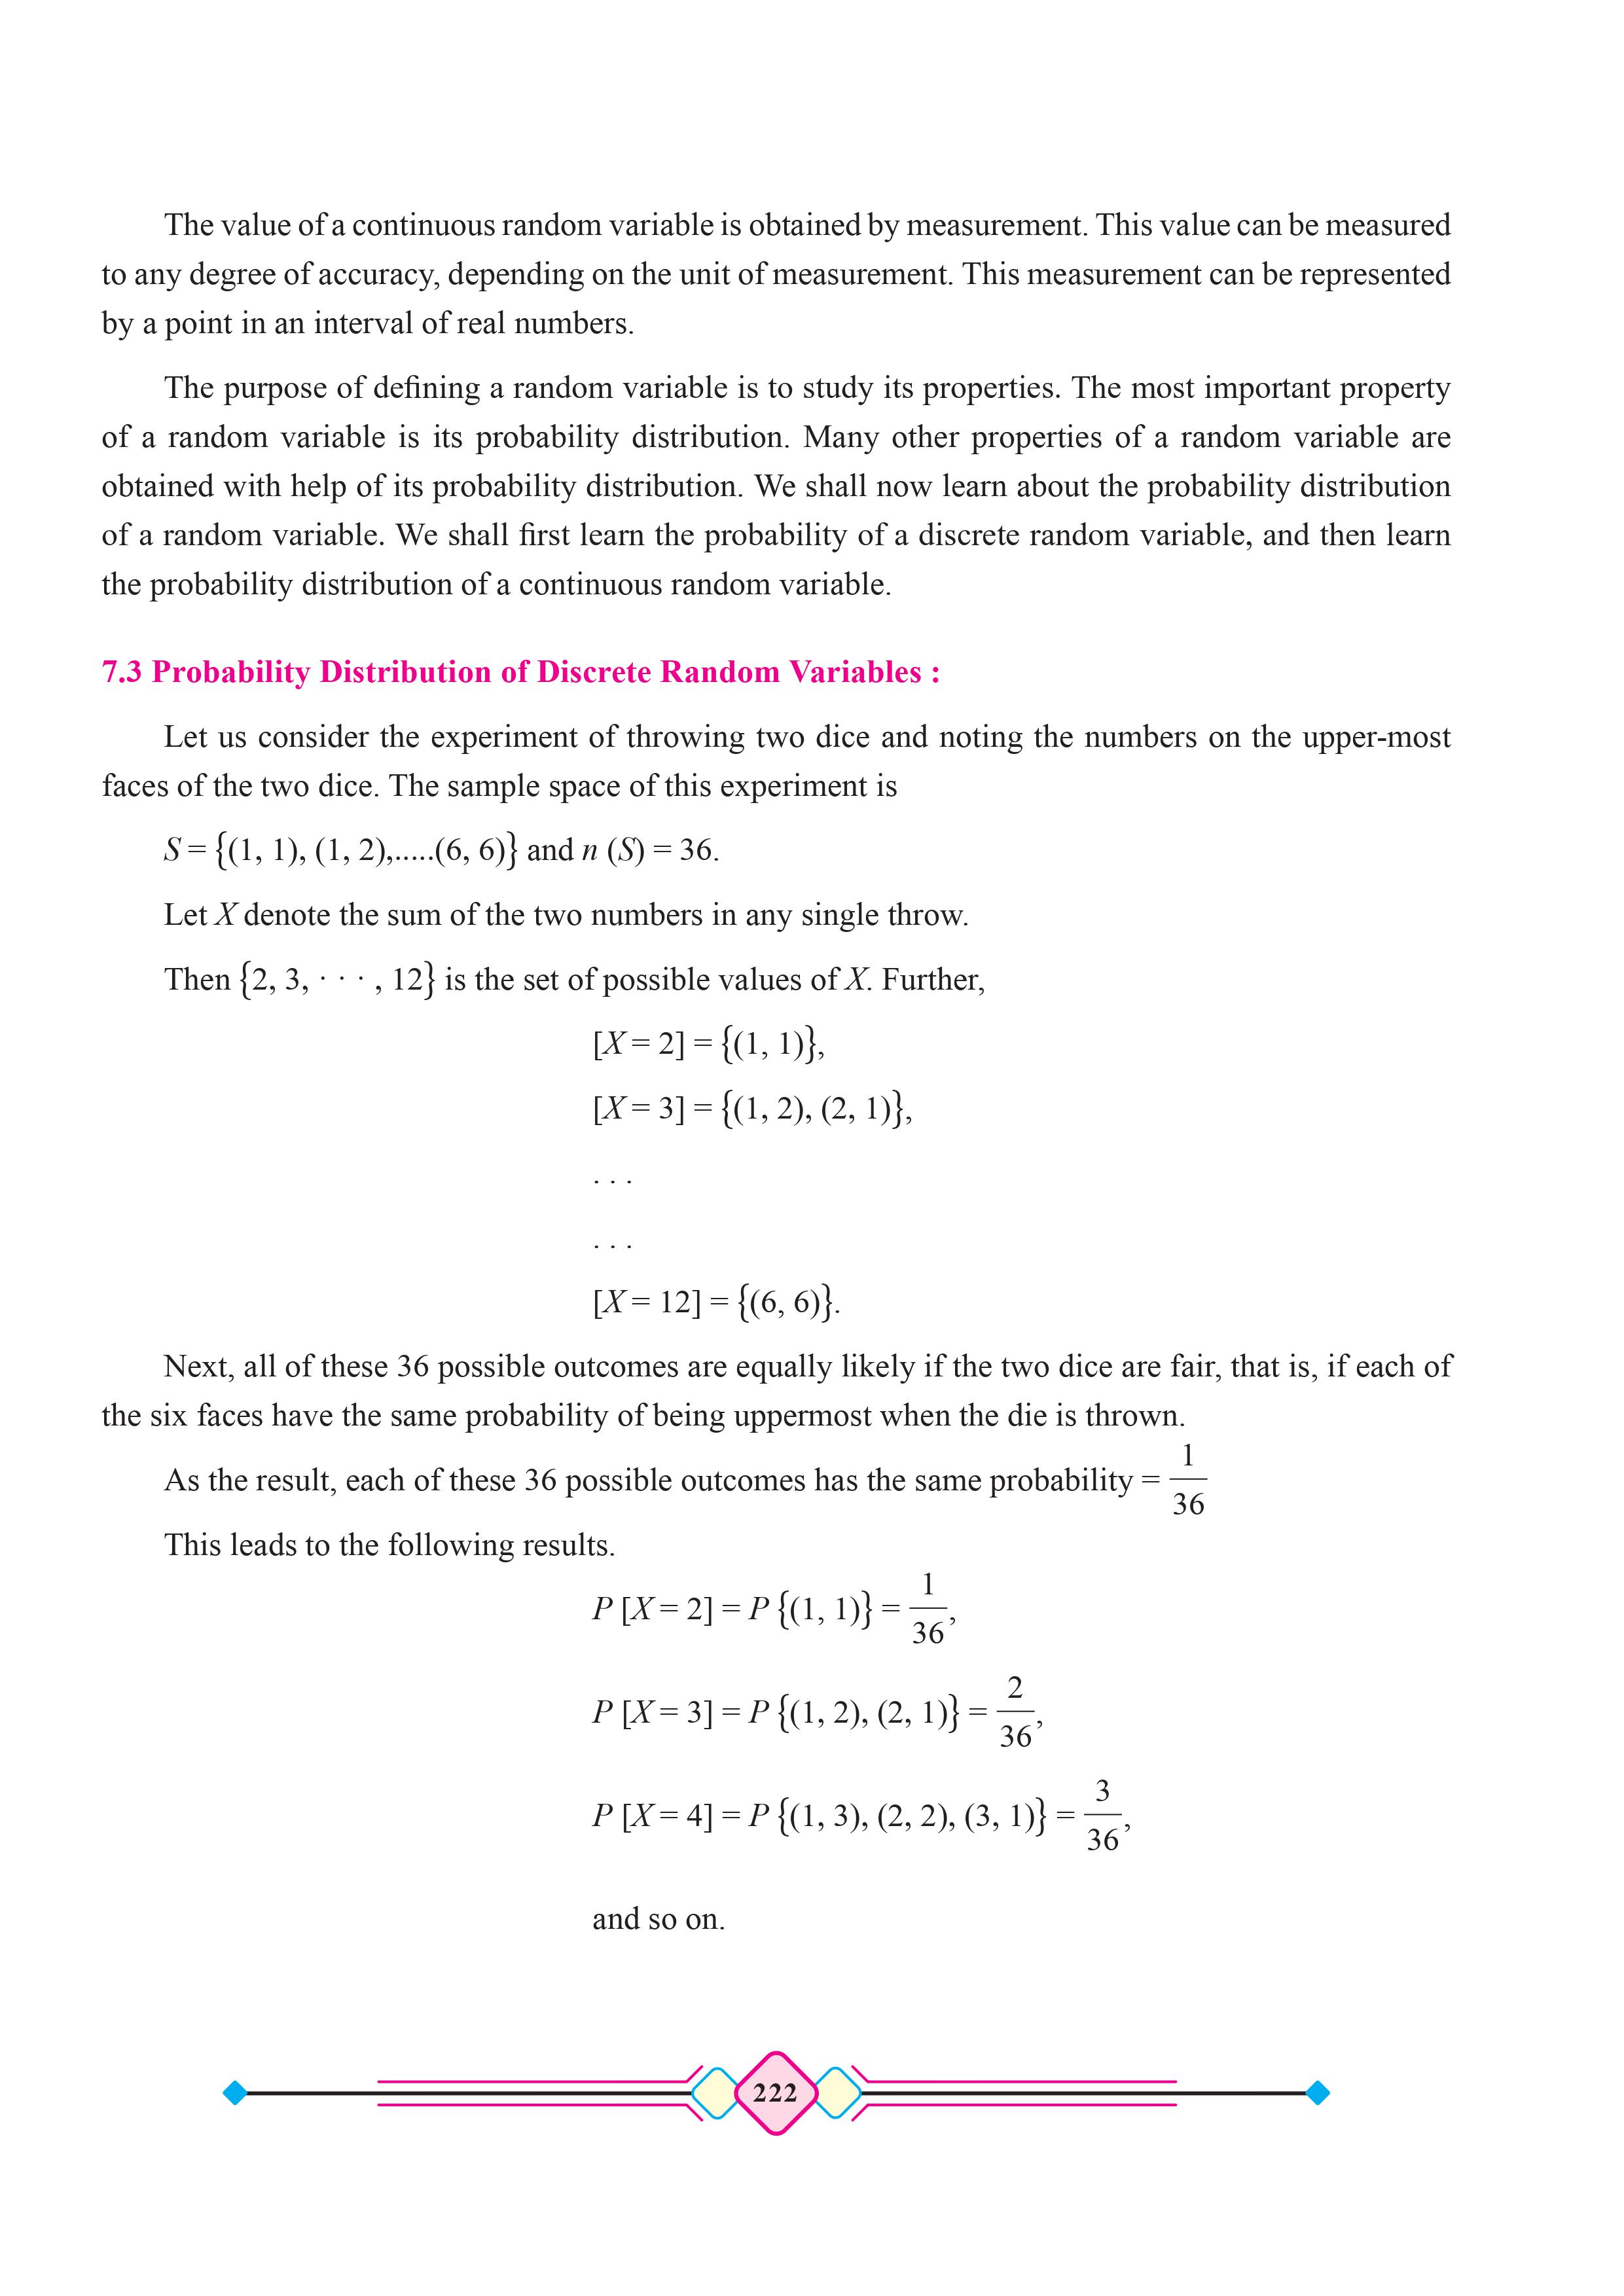 The value of a continuous random variable is obtained by measurement. This value can be measured
to any degree of accuracy, depending on the unit of measurement. This measurement can be represented
by a point in an interval of real numbers.
The purpose of defining a random variable is to study its properties. The most important property
of a random variable is its probability distribution. Many other properties of a random variable are
obtained with help of its probability distribution. We shall now learn about the probability distribution
of a random variable. We shall first learn the probability of a discrete random variable, and then learn
the probability distribution of a continuous random variable.
7.3 Probability Distribution of Discrete Random Variables :
Let us consider the experiment of throwing two dice and noting the numbers on the upper-most
faces of the two dice. The sample space of this experiment is
S = {(1, 1), (1, 2),.....(6, 6)} and n (S) = 36.
Let X denote the sum of the two numbers in any single throw.
Then {2, 3, · · · , 12} is the set of possible values of X. Further,
[X = 2] = {(1, 1)},
[X = 3] = {(1, 2), (2, 1)},
. . .
. . .
[X = 12] = {(6, 6)}.
Next, all of these 36 possible outcomes are equally likely if the two dice are fair, that is, if each of
the six faces have the same probability of being uppermost when the die is thrown.
As the result, each of these 36 possible outcomes has the same probability = 1/36
This leads to the following results.
P [X = 2] = P {(1, 1)} = 1/36,
P [X = 3] = P {(1, 2), (2, 1)} = 2/36,
P [X = 4] = P {(1, 3), (2, 2), (3, 1)} = 3/36,
and so on.
222